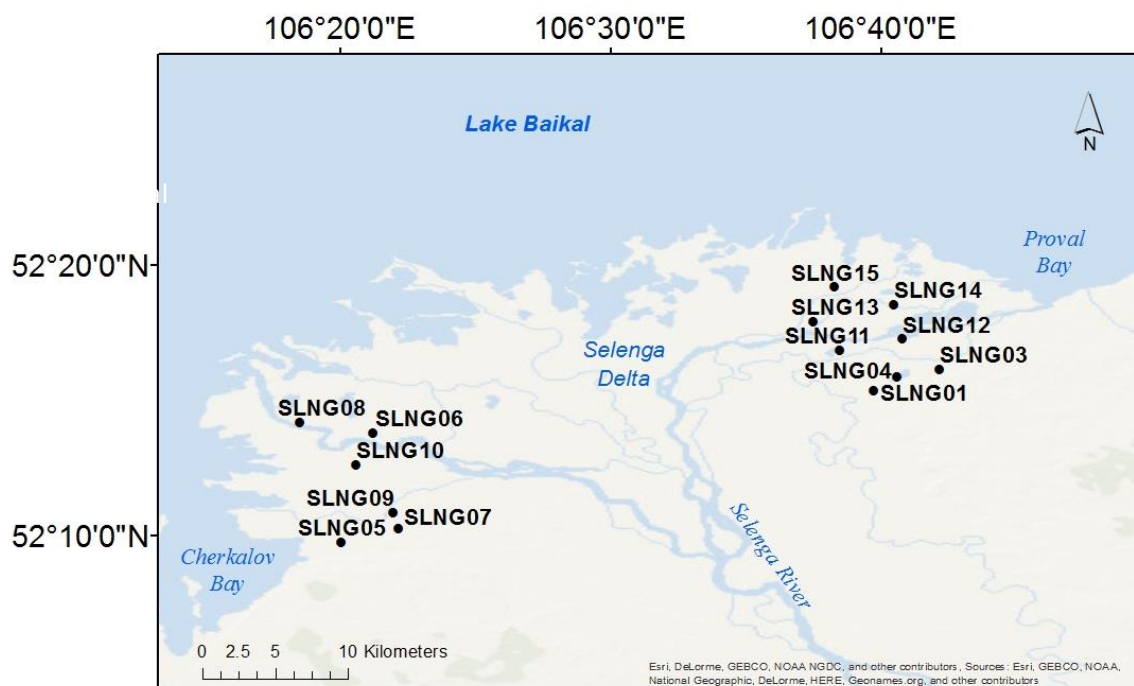 106°20'0"E 106°30'0"E 106°40'0"E
Lake Baikal
N
52°20'0"N
Proval
Bay
SLNG15
SLNG14
SLNG13
SLNG12
SLNG11
SLNG03
SLNG04
SLNG01
Selenga
Delta
SLNG08
SLNG06
SLNG10
SLNG09
SLNG07
SLNG05
52°10'0"N
Cherkalov
Bay
Selenga River
0 2.5 5 10 Kilometers
Esri, DeLorme, GEBCO, NOAA NGDC, and other contributors, Sources: Esri, GEBCO, NOAA,
National Geographic, DeLorme, HERE, Geonames.org, and other contributors